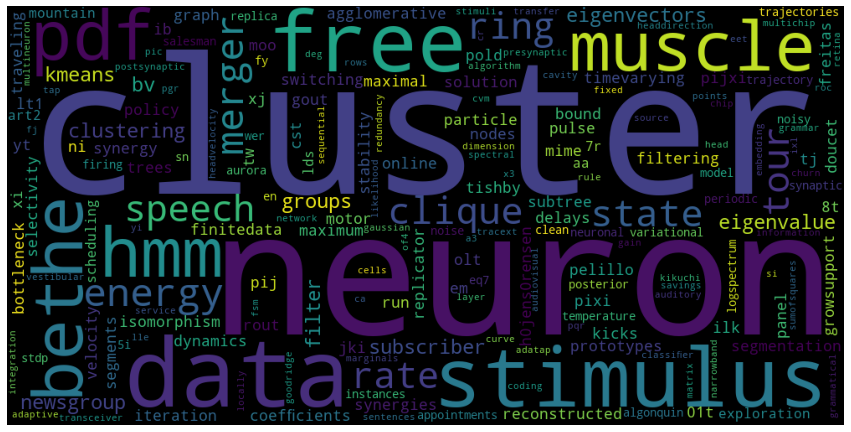 cluster
neuron
free
muscle
data
stimulus
pdf
bethe
hmm
state
speech
energy
merger
ring
tour
clique
rate
mountain
ib
graph
replica
agglomerative
stimuli
transfer
eigenvectors
trajectories
multichip
salesman
traveling
multineuron
kmeans
pic
moo
deg
cr
headdirection
eet
freitas
tap
postsynaptic
fy
rows
algorithm
presynaptic
pold
switching
maximal
solution
cavity
timevarying
pijxj
trajectory
retina
lt1
bv
pgr
xj
gout
redundancy
cvm
fixed
points
chip
roc
art2
fj
policy
wer
cst
sequential
particle
nodes
bound
pulse
source
noisy
grammar
yt
clustering
ni
synergy
trees
sn
aurora
tw
lds
online
dimension
spectral
mime
7r
aa
x3
rule
filtering
head
model
tj
doucet
firing
headvelocity
stability
likelihood
tishby
embedding
churn
1x1
synaptic
selectivity
xi
en
groups
motor
network
gaussian
subtree
delays
periodic
8t
bottleneck
scheduling
yi
finitedata
maximum
noise
of4
clean
neuronal
variational
gain
information
eigenvalue
vestibular
pij
filter
cells
tracext
a3
replicator
olt
eq7
em
layer
run
hojensorensen
audiovisual
pelillo
posterior
kikuchi
savings
auditory
pixi
temperature
kicks
ilk
logspectrum
si
sumofsquares
growsupport
panel
prototypes
segmentation
velocity
service
fsm
isomorphism
rout
ca
integration
stdp
segments
5i
dynamics
11e
jki
subscriber
marginals
curve
adatap
pqr
classifier
narrowband
matrix
grammatical
newsgroup
locally
goodridge
instances
synergies
coding
adaptive
transceiver
iteration
coefficients
sentences
appointments
reconstructed
algonquin
01t
exploration